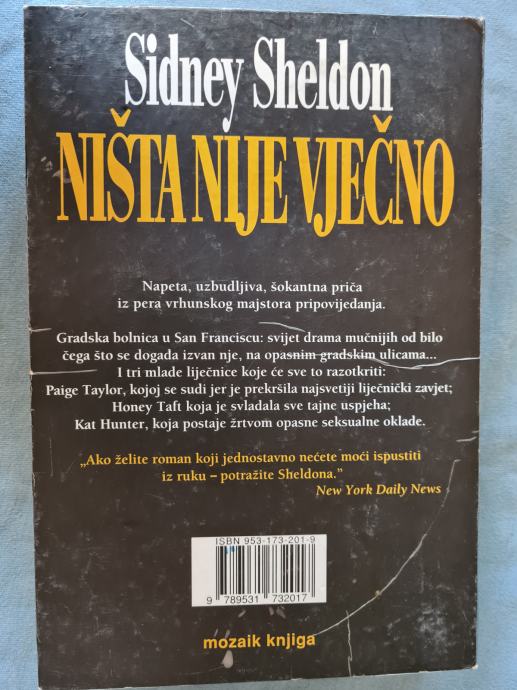 Sidney Sheldon
NIŠTA NIJE VJEČNO
Napeta, uzbudljiva, šokantna priča
iz pera vrhunskog majstora pripovijedanja.
Gradska bolnica u San Franciscu: svijet drama mučnijih od bilo
čega što se dogada izvan nje, na opasnim gradskim ulicama...
I tri mlade liječnice koje će sve to razotkriti:
Paige Taylor, kojoj se sudi jer je prekršila najsvetiji liječnički zavjet;
Honey Taft koja je svladala sve tajne uspjeha;
Kat Hunter, koja postaje žrtvom opasne seksualne oklade.
„Ako želite roman koji jednostavno nećete moći ispustiti
iz ruku – potražite Sheldona.”
New York Daily News
ISBN 953-173-201-9
9 789531 732017
mozaik knjiga